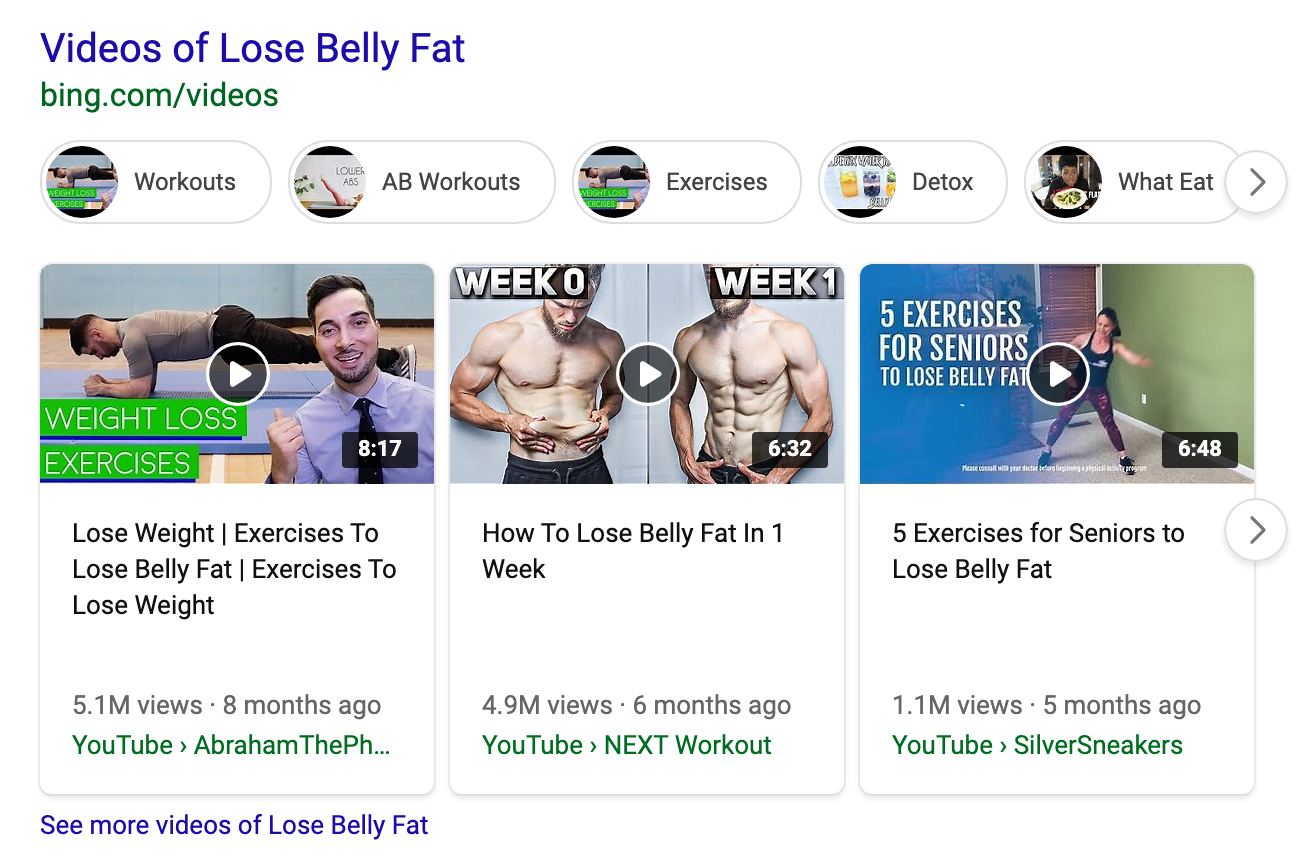 Videos of Lose Belly Fat
bing.com/videos
WEIGHT LOSS
EXERCISES
Workouts
LOWER
ABS
AB Workouts
WEIGHT LOSS
EXERCISES
Exercises
DETOX WATER
BELLY
Detox
What Eat
WEIGHT LOSS
EXERCISES
8:17
WEEK 0
WEEK 1
6:32
5 EXERCISES
FOR SENIORS
TO LOSE BELLY FAT
Please consult with your doctor before beginning a physical activity program
6:48
Lose Weight | Exercises To
Lose Belly Fat | Exercises To
Lose Weight
5.1M views · 8 months ago
YouTube › AbrahamThePh...
How To Lose Belly Fat In 1
Week
4.9M views · 6 months ago
YouTube › NEXT Workout
5 Exercises for Seniors to
Lose Belly Fat
1.1M views · 5 months ago
YouTube › SilverSneakers
See more videos of Lose Belly Fat